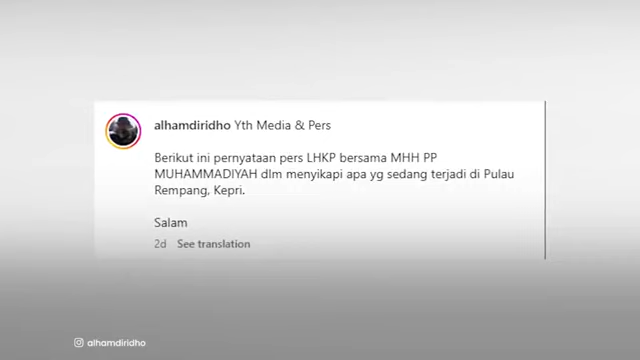 alhamdiridho Yth Media & Pers
Berikut ini pernyataan pers LHKP bersama MHH PP
MUHAMMADIYAH dlm menyikapi apa yg sedang terjadi di Pulau
Rempang, Kepri.
Salam
2d See translation
alhamdiridho